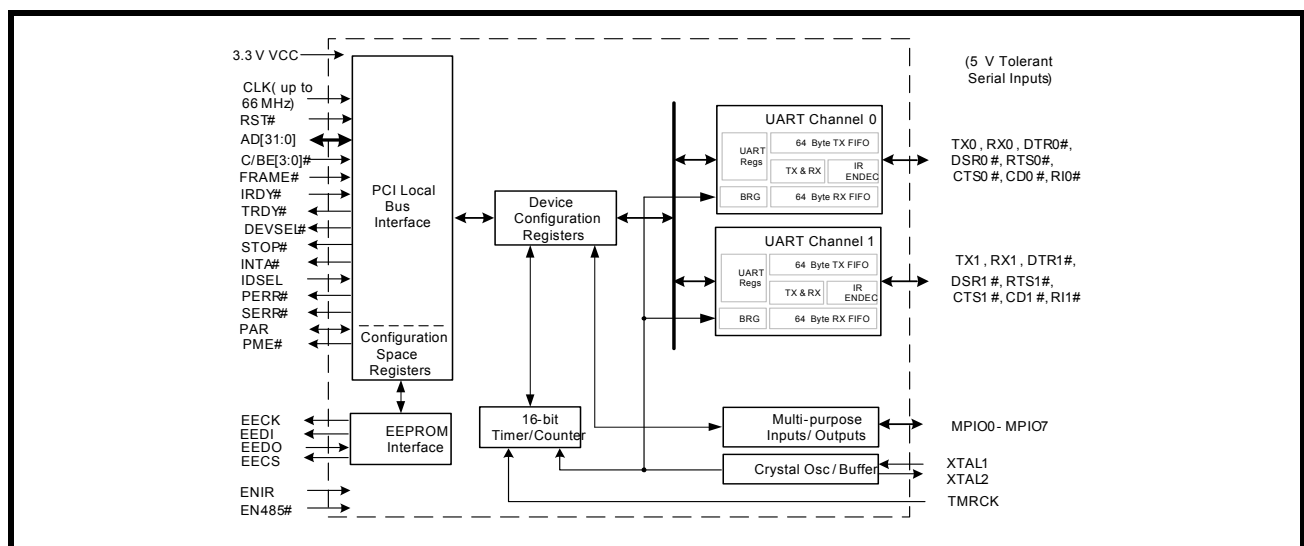 3.3 V VCC
CLK( up to
66 MHz)
RST#
AD[31:0]
C/BE[3:0]#
FRAME#
IRDY#
TRDY#
DEVSEL#
STOP#
INTA#
IDSEL
PERR#
SERR#
PAR
PME#
EECK
EEDI
EEDO
EECS
ENIR
EN485#
PCI Local
Bus
Interface
Configuration
Space
Registers
EEPROM
Interface
Device
Configuration
Registers
16-bit
Timer/Counter
UART Channel 0
UART
Regs
64 Byte TX FIFO
TX & RX
IR
ENDEC
BRG
64 Byte RX FIFO
UART Channel 1
UART
Regs
64 Byte TX FIFO
TX & RX
IR
ENDEC
BRG
64 Byte RX FIFO
Multi-purpose
Inputs/ Outputs
Crystal Osc / Buffer
(5 V Tolerant
Serial Inputs)
TX0 , RX0 , DTR0#,
DSR0 #, RTS0#,
CTS0 #, CD0 #, RI0#
TX1 , RX1 , DTR1#,
DSR1 #, RTS1#,
CTS1 #, CD1 #, RI1#
MPIO0- MPIO7
XTAL1
XTAL2
TMRCK